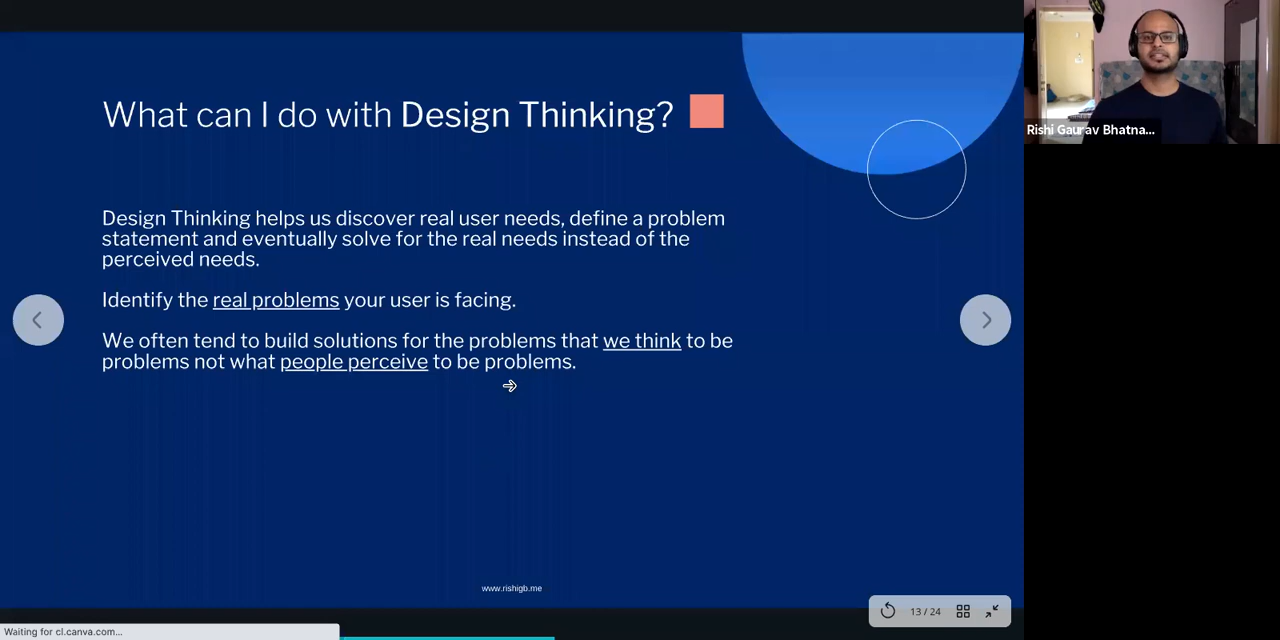 What can I do with Design Thinking?
Design Thinking helps us discover real user needs, define a problem
statement and eventually solve for the real needs instead of the
perceived needs.
Identify the real problems your user is facing.
We often tend to build solutions for the problems that we think to be
problems not what people perceive to be problems.
www.rishigb.me
13 / 24
Waiting for cl.canva.com...
Rishi Gaurav Bhatna...